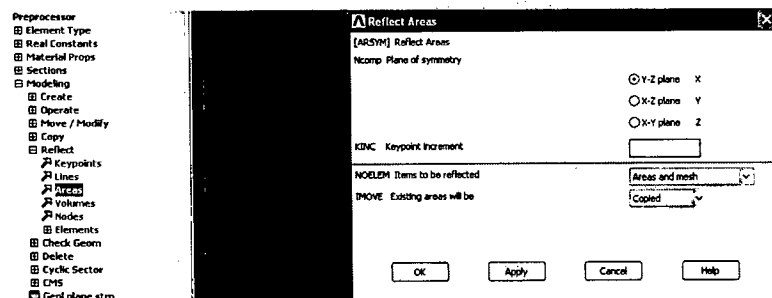 Preprocessor
Element Type
Real Constants
Material Props
Sections
Modeling
Create
Operate
Move / Modify
Copy
Reflect
Keypoints
Lines
Areas
Volumes
Nodes
Elements
Check Geom
Delete
Cyclic Sector
CMS
Genl plane strn
Reflect Areas
[ARSYM] Reflect Areas
Ncomp Plane of symmetry
Y-Z plane X
X-Z plane Y
X-Y plane Z
KINC Keypoint increment
NOELEM Items to be reflected
Areas and mesh
IMOVE Existing areas will be
Copied
OK
Apply
Cancel
Help